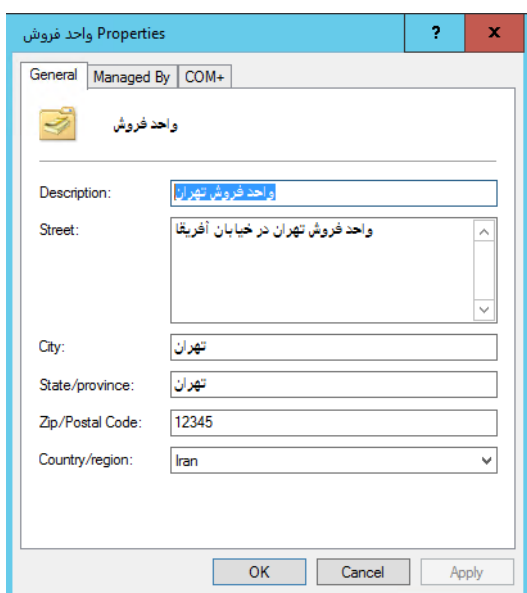 واحد فروش Properties
?
x
General
Managed By
COM+
واحد فروش
Description:
واحد فروش تهران
Street:
واحد فروش تهران در خیابان آفریقا
City:
تهران
State/province:
تهران
Zip/Postal Code:
12345
Country/region:
Iran
OK
Cancel
Apply